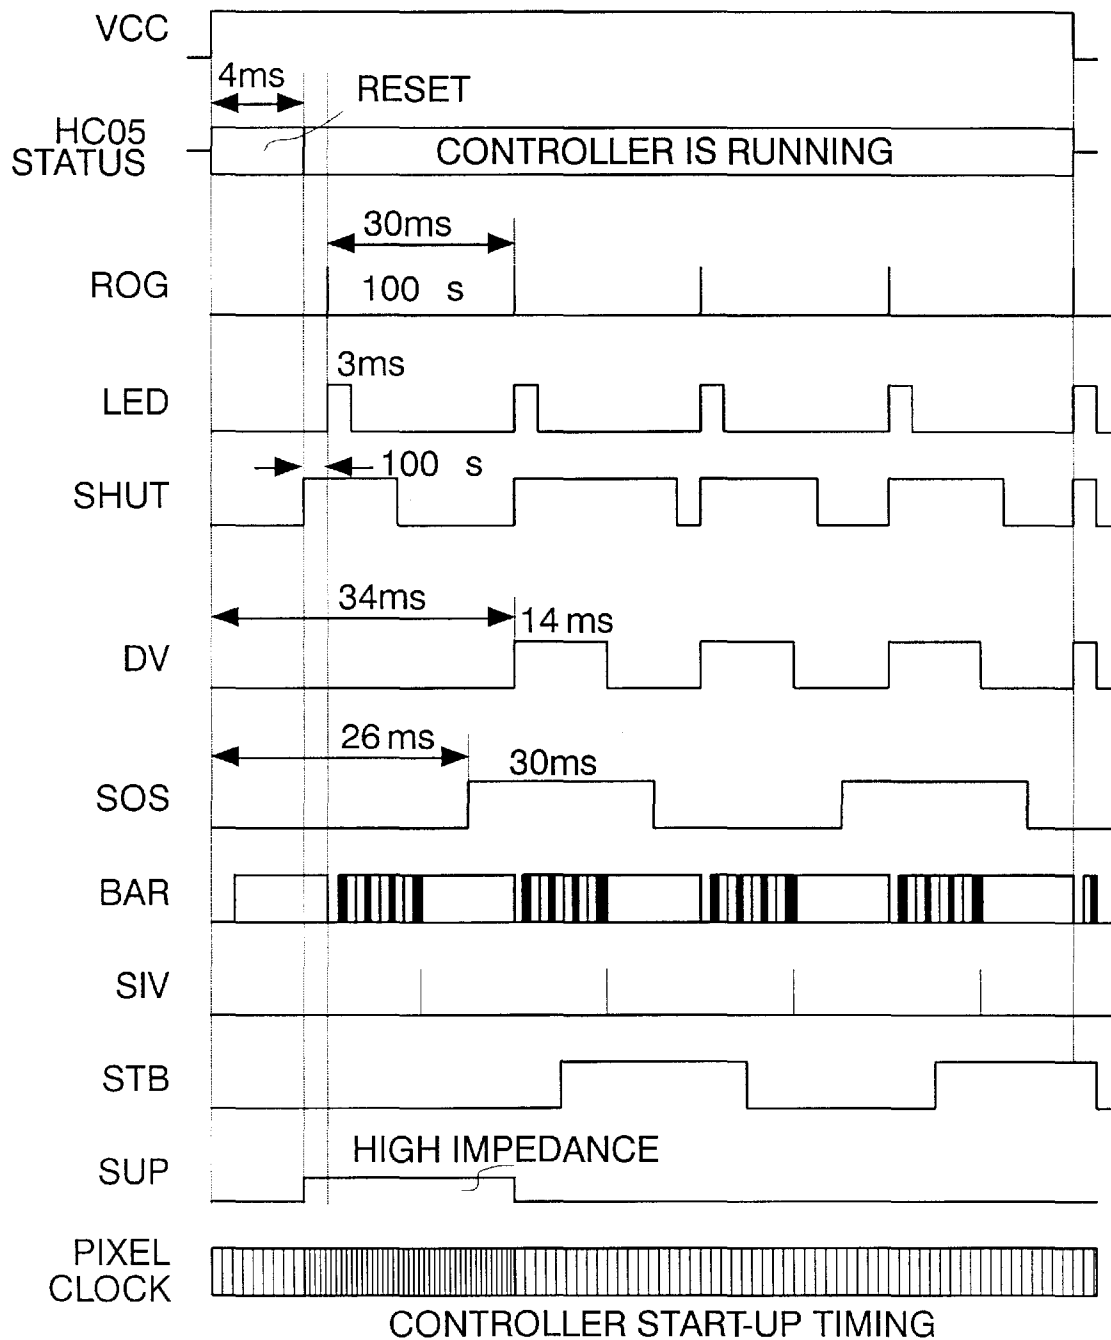 VCC
4ms
RESET
HC05
STATUS
CONTROLLER IS RUNNING
30ms
ROG
100 s
3ms
LED
100 s
SHUT
34ms
14 ms
DV
26 ms
30ms
SOS
BAR
SIV
STB
HIGH IMPEDANCE
SUP
PIXEL
CLOCK
CONTROLLER START-UP TIMING